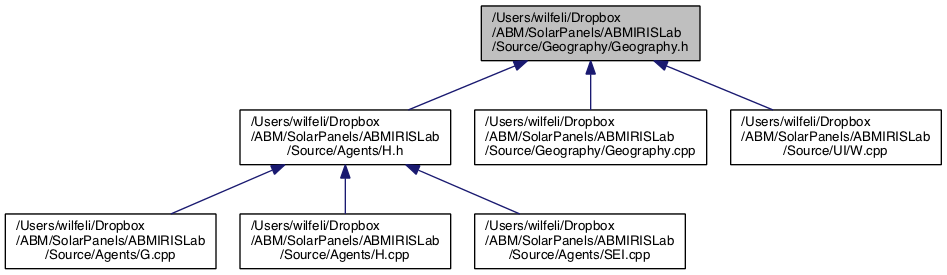 /Users/wilfeli/Dropbox
/ABM/SolarPanels/ABMIRISLab
/Source/Geography/Geography.h
/Users/wilfeli/Dropbox
/ABM/SolarPanels/ABMIRISLab
/Source/Agents/H.h
/Users/wilfeli/Dropbox
/ABM/SolarPanels/ABMIRISLab
/Source/Geography/Geography.cpp
/Users/wilfeli/Dropbox
/ABM/SolarPanels/ABMIRISLab
/Source/UI/W.cpp
/Users/wilfeli/Dropbox
/ABM/SolarPanels/ABMIRISLab
/Source/Agents/G.cpp
/Users/wilfeli/Dropbox
/ABM/SolarPanels/ABMIRISLab
/Source/Agents/H.cpp
/Users/wilfeli/Dropbox
/ABM/SolarPanels/ABMIRISLab
/Source/Agents/SEI.cpp